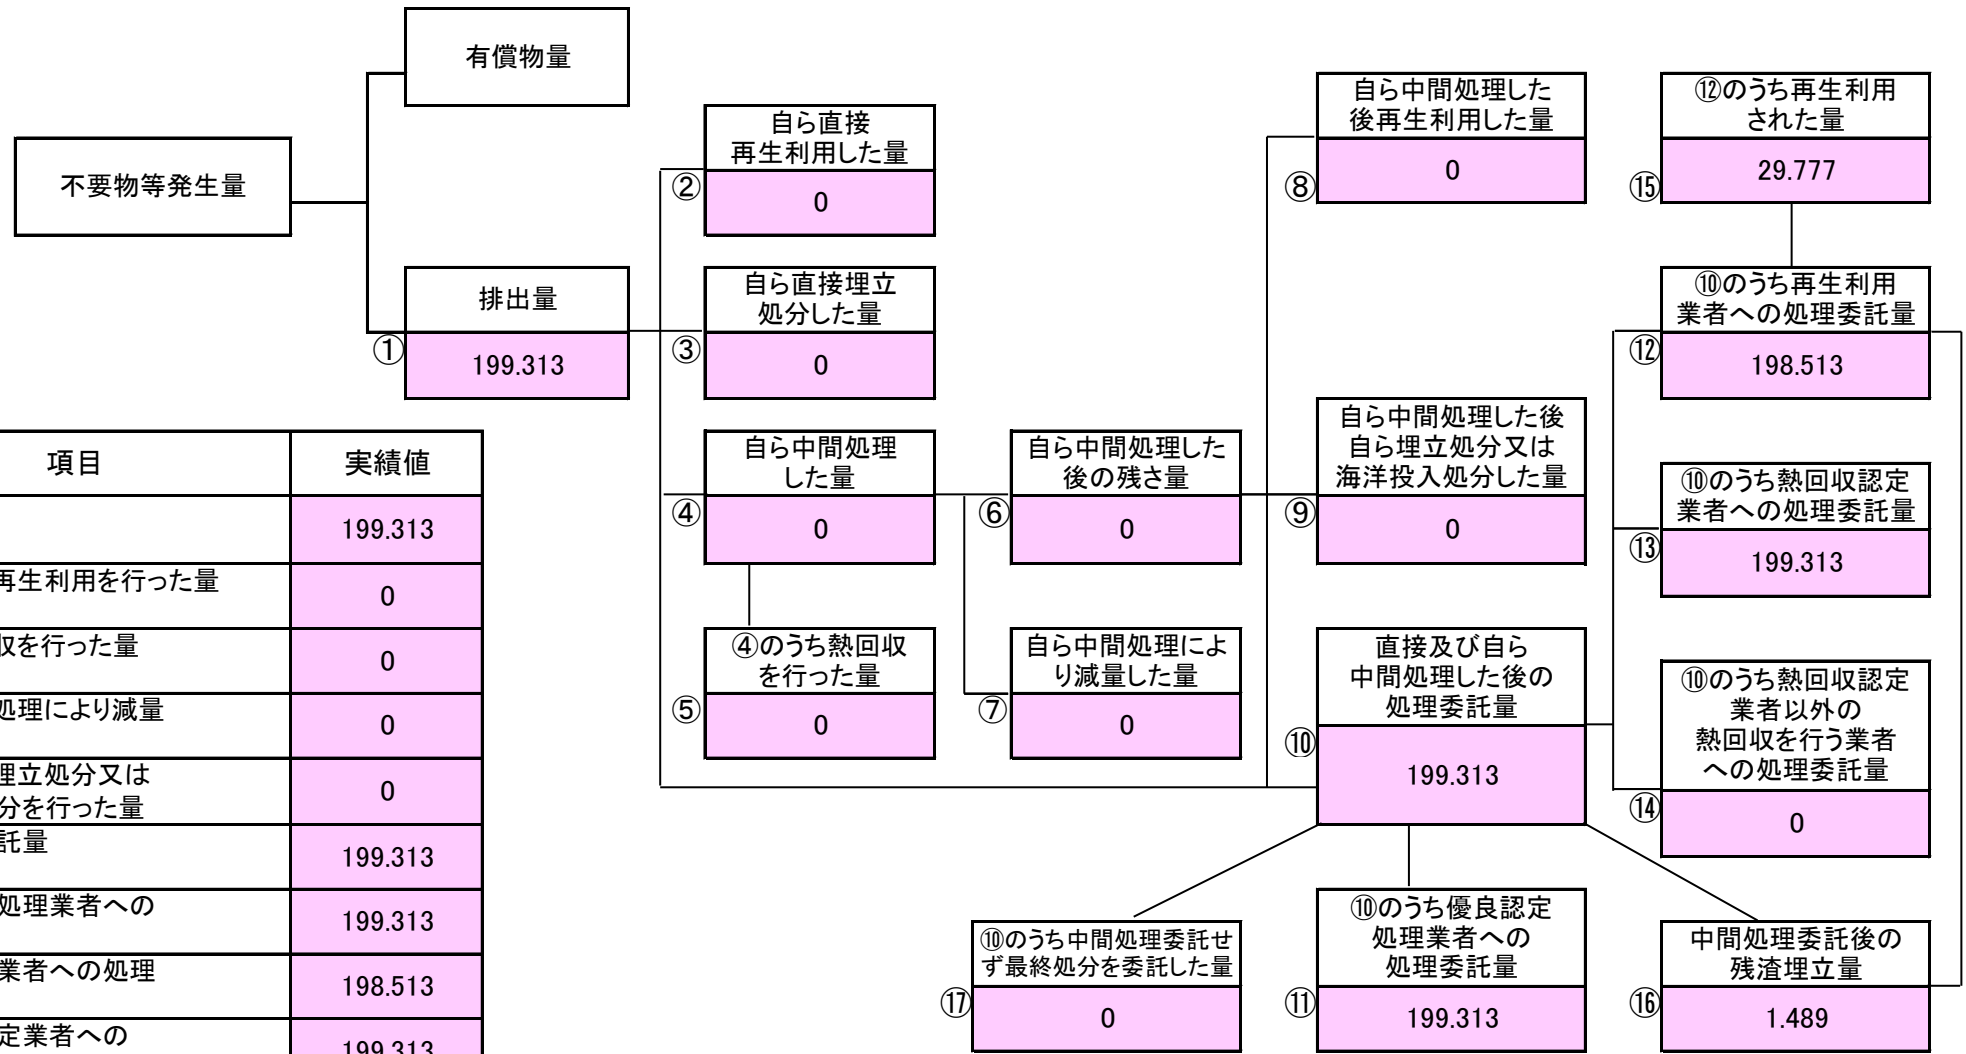 有償物量
不要物等発生量
排出量
①
199.313
自ら直接
再生利用した量
②
0
自ら直接埋立
処分した量
③
0
自ら中間処理
した量
④
0
④のうち熱回収
を行った量
⑤
0
自ら中間処理した
後の残さ量
⑥
0
自ら中間処理によ
り減量した量
⑦
0
自ら中間処理した
後再生利用した量
⑧
0
自ら中間処理した後
自ら埋立処分又は
海洋投入処分した量
⑨
0
直接及び自ら
中間処理した後の
処理委託量
⑩
199.313
⑫のうち再生利用
された量
⑮
29.777
⑩のうち再生利用
業者への処理委託量
⑫
198.513
⑩のうち熱回収認定
業者への処理委託量
⑬
199.313
⑩のうち熱回収認定
業者以外の
熱回収を行う業者
への処理委託量
⑭
0
⑩のうち中間処理委託せ
ず最終処分を委託した量
⑰
0
⑩のうち優良認定
処理業者への
処理委託量
⑪
199.313
中間処理委託後の
残渣埋立量
⑯
1.489
項目 実績値
199.313
再生利用を行った量
0
収を行った量
0
処理により減量
0
埋立処分又は
分を行った量
0
託量
199.313
処理業者への
199.313
業者への処理
198.513
定業者への
199.313